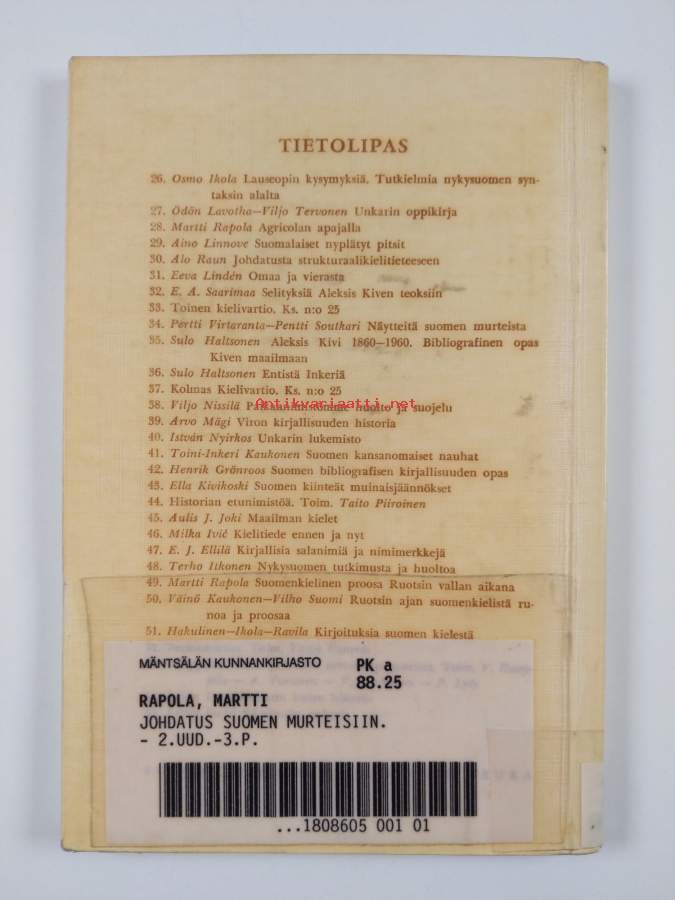 TIETOLIPAS
26. Osmo Ikola Lauseopin kysymyksiä. Tutkielmia nykysuomen syn-
taksin alalta
27. Ödön Lavotha—Viljo Tervonen Unkarin oppikirja
28. Martti Rapola Agricolan apajalla
29. Aino Linnove Suomalaiset nyplätyt pitsit
30. Alo Raun Johdatusta strukturaalikielitieteeseen
31. Eeva Lindén Omaa ja vierasta
32. E. A. Saarimaa Selityksiä Aleksis Kiven teoksiin
33. Toinen kielivartio. Ks. n:o 25
34. Pertti Virtaranta—Pentti Soutkari Näytteitä suomen murteista
35. Sulo Haltsonen Aleksis Kivi 1860—1960. Bibliografinen opas
Kiven maailmaan
36. Sulo Haltsonen Entistä Inkeriä
37. Kolmas Kielivartio. Ks. n:o 25
Antikvariaatti.net
38. Viljo Nissilä huolto ja suojelu
39. Arvo Mägi Viron kirjallisuuden historia
40. István Nyirkos Unkarin lukemisto
41. Toini-Inkeri Kaukonen Suomen kansanomaiset nauhat
42. Henrik Grönroos Suomen bibliografisen kirjallisuuden opas
43. Ella Kivikoski Suomen kiinteät muinaisjäännökset
44. Historian etunimistöä. Toim. Taito Piiroinen
45. Aulis J. Joki Maailman kielet
46. Milka Ivić Kielitiede ennen ja nyt
47. E. J. Ellilä Kirjallisia salanimiä ja nimimerkkejä
48. Terho Itkonen Nykysuomen tutkimusta ja huoltoa
49. Martti Rapola Suomenkielinen proosa Ruotsin vallan aikana
50. Väinö Kaukonen—Vilho Suomi Ruotsin ajan suomenkielistä ru-
noa ja proosaa
51. Hakulinen—Ikola—Ravila Kirjoituksia suomen kielestä
MÄNTSÄLÄN KUNNANKIRJASTO
PK a
88.25
RAPOLA, MARTTI
JOHDATUS SUOMEN MURTEISIIN.
- 2.UUD.-3.P.
...1808605 001 01